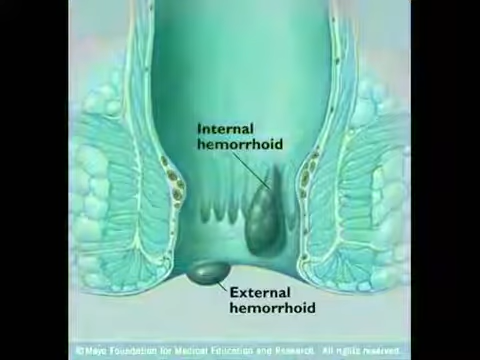 Internal
hemorrhoid
External
hemorrhoid
© Mayo Foundation for Medical Education and Research. All rights reserved.